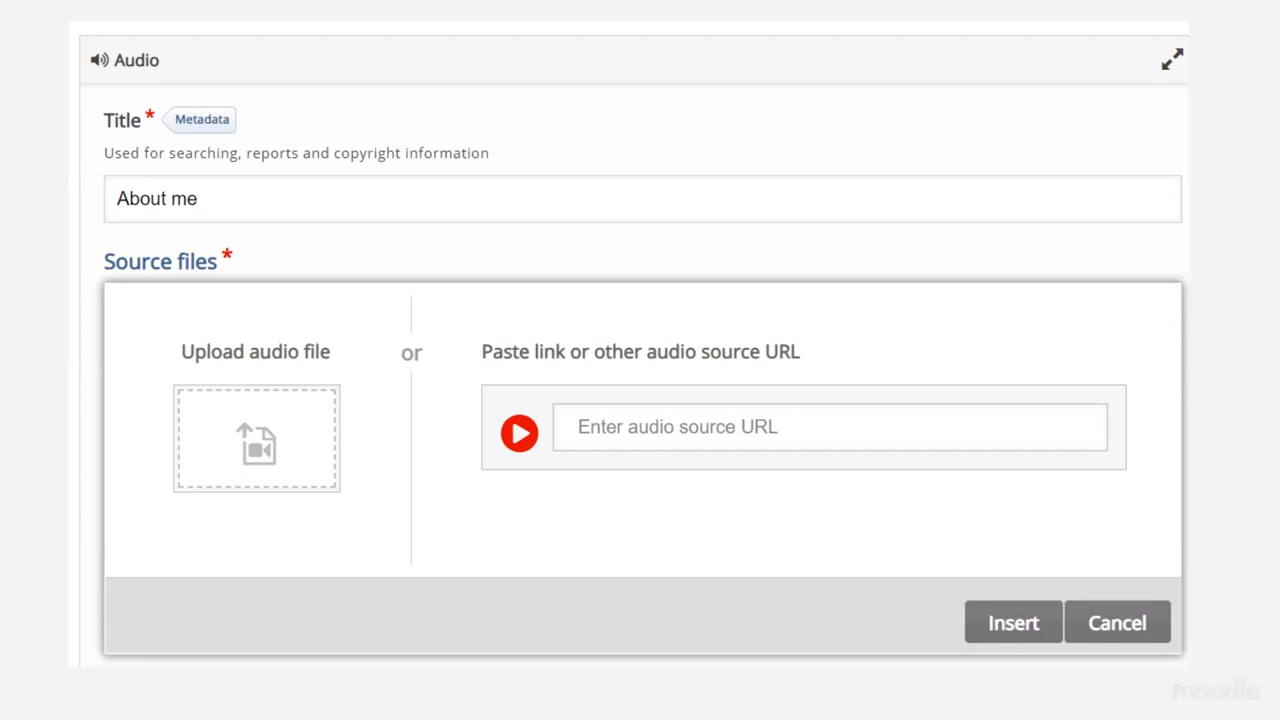 Audio
Title * Metadata
Used for searching, reports and copyright information
About me
Source files *
Upload audio file
or
Paste link or other audio source URL
Enter audio source URL
Insert
Cancel
moodle